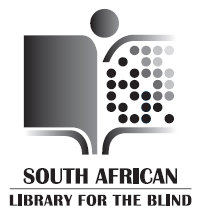 SOUTH AFRICAN
LIBRARY FOR THE BLIND